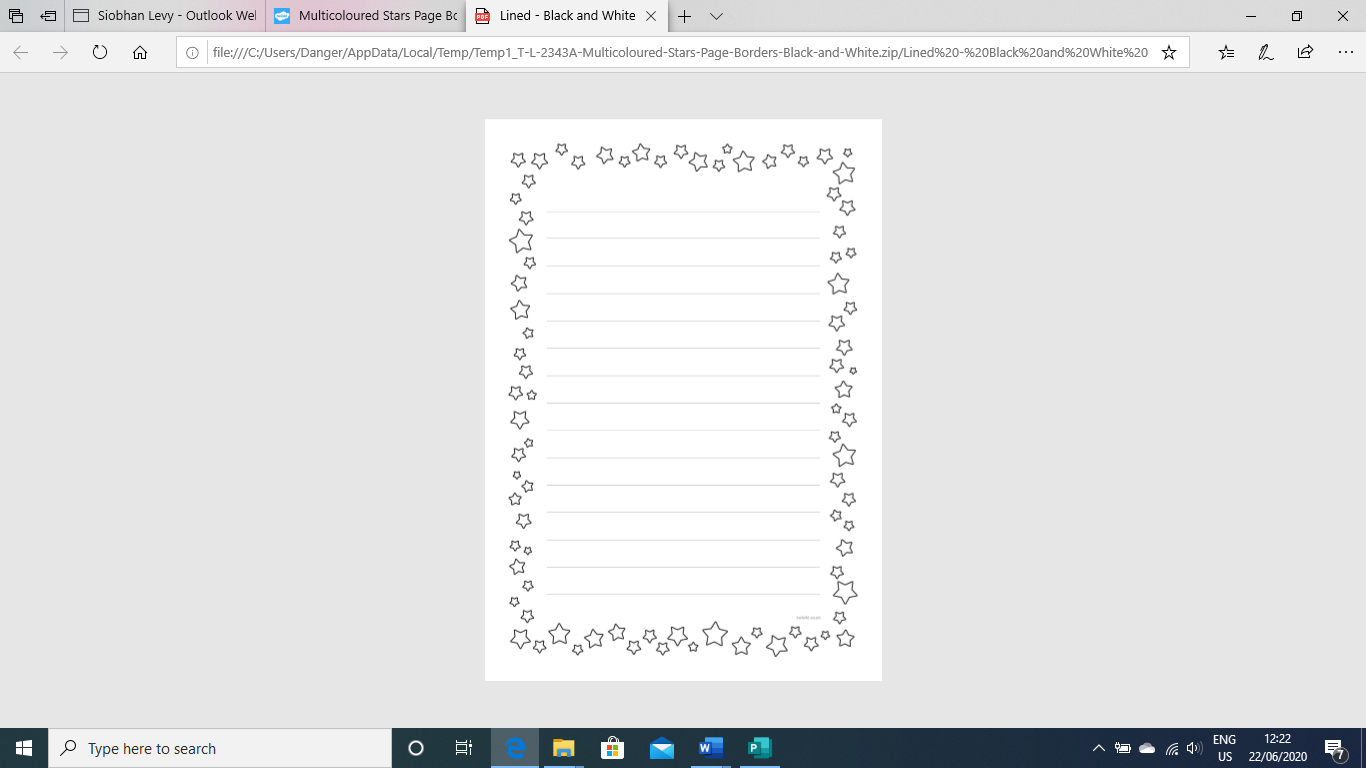 Siobhan Levy - Outlook Wel
Multicoloured Stars Page Bo
Lined - Black and White
file:///C:/Users/Danger/AppData/Local/Temp/Temp1_T-L-2343A-Multicoloured-Stars-Page-Borders-Black-and-White.zip/Lined%20-%20Black%20and%20White%20
Type here to search
ENG
US
12:22
22/06/2020
7